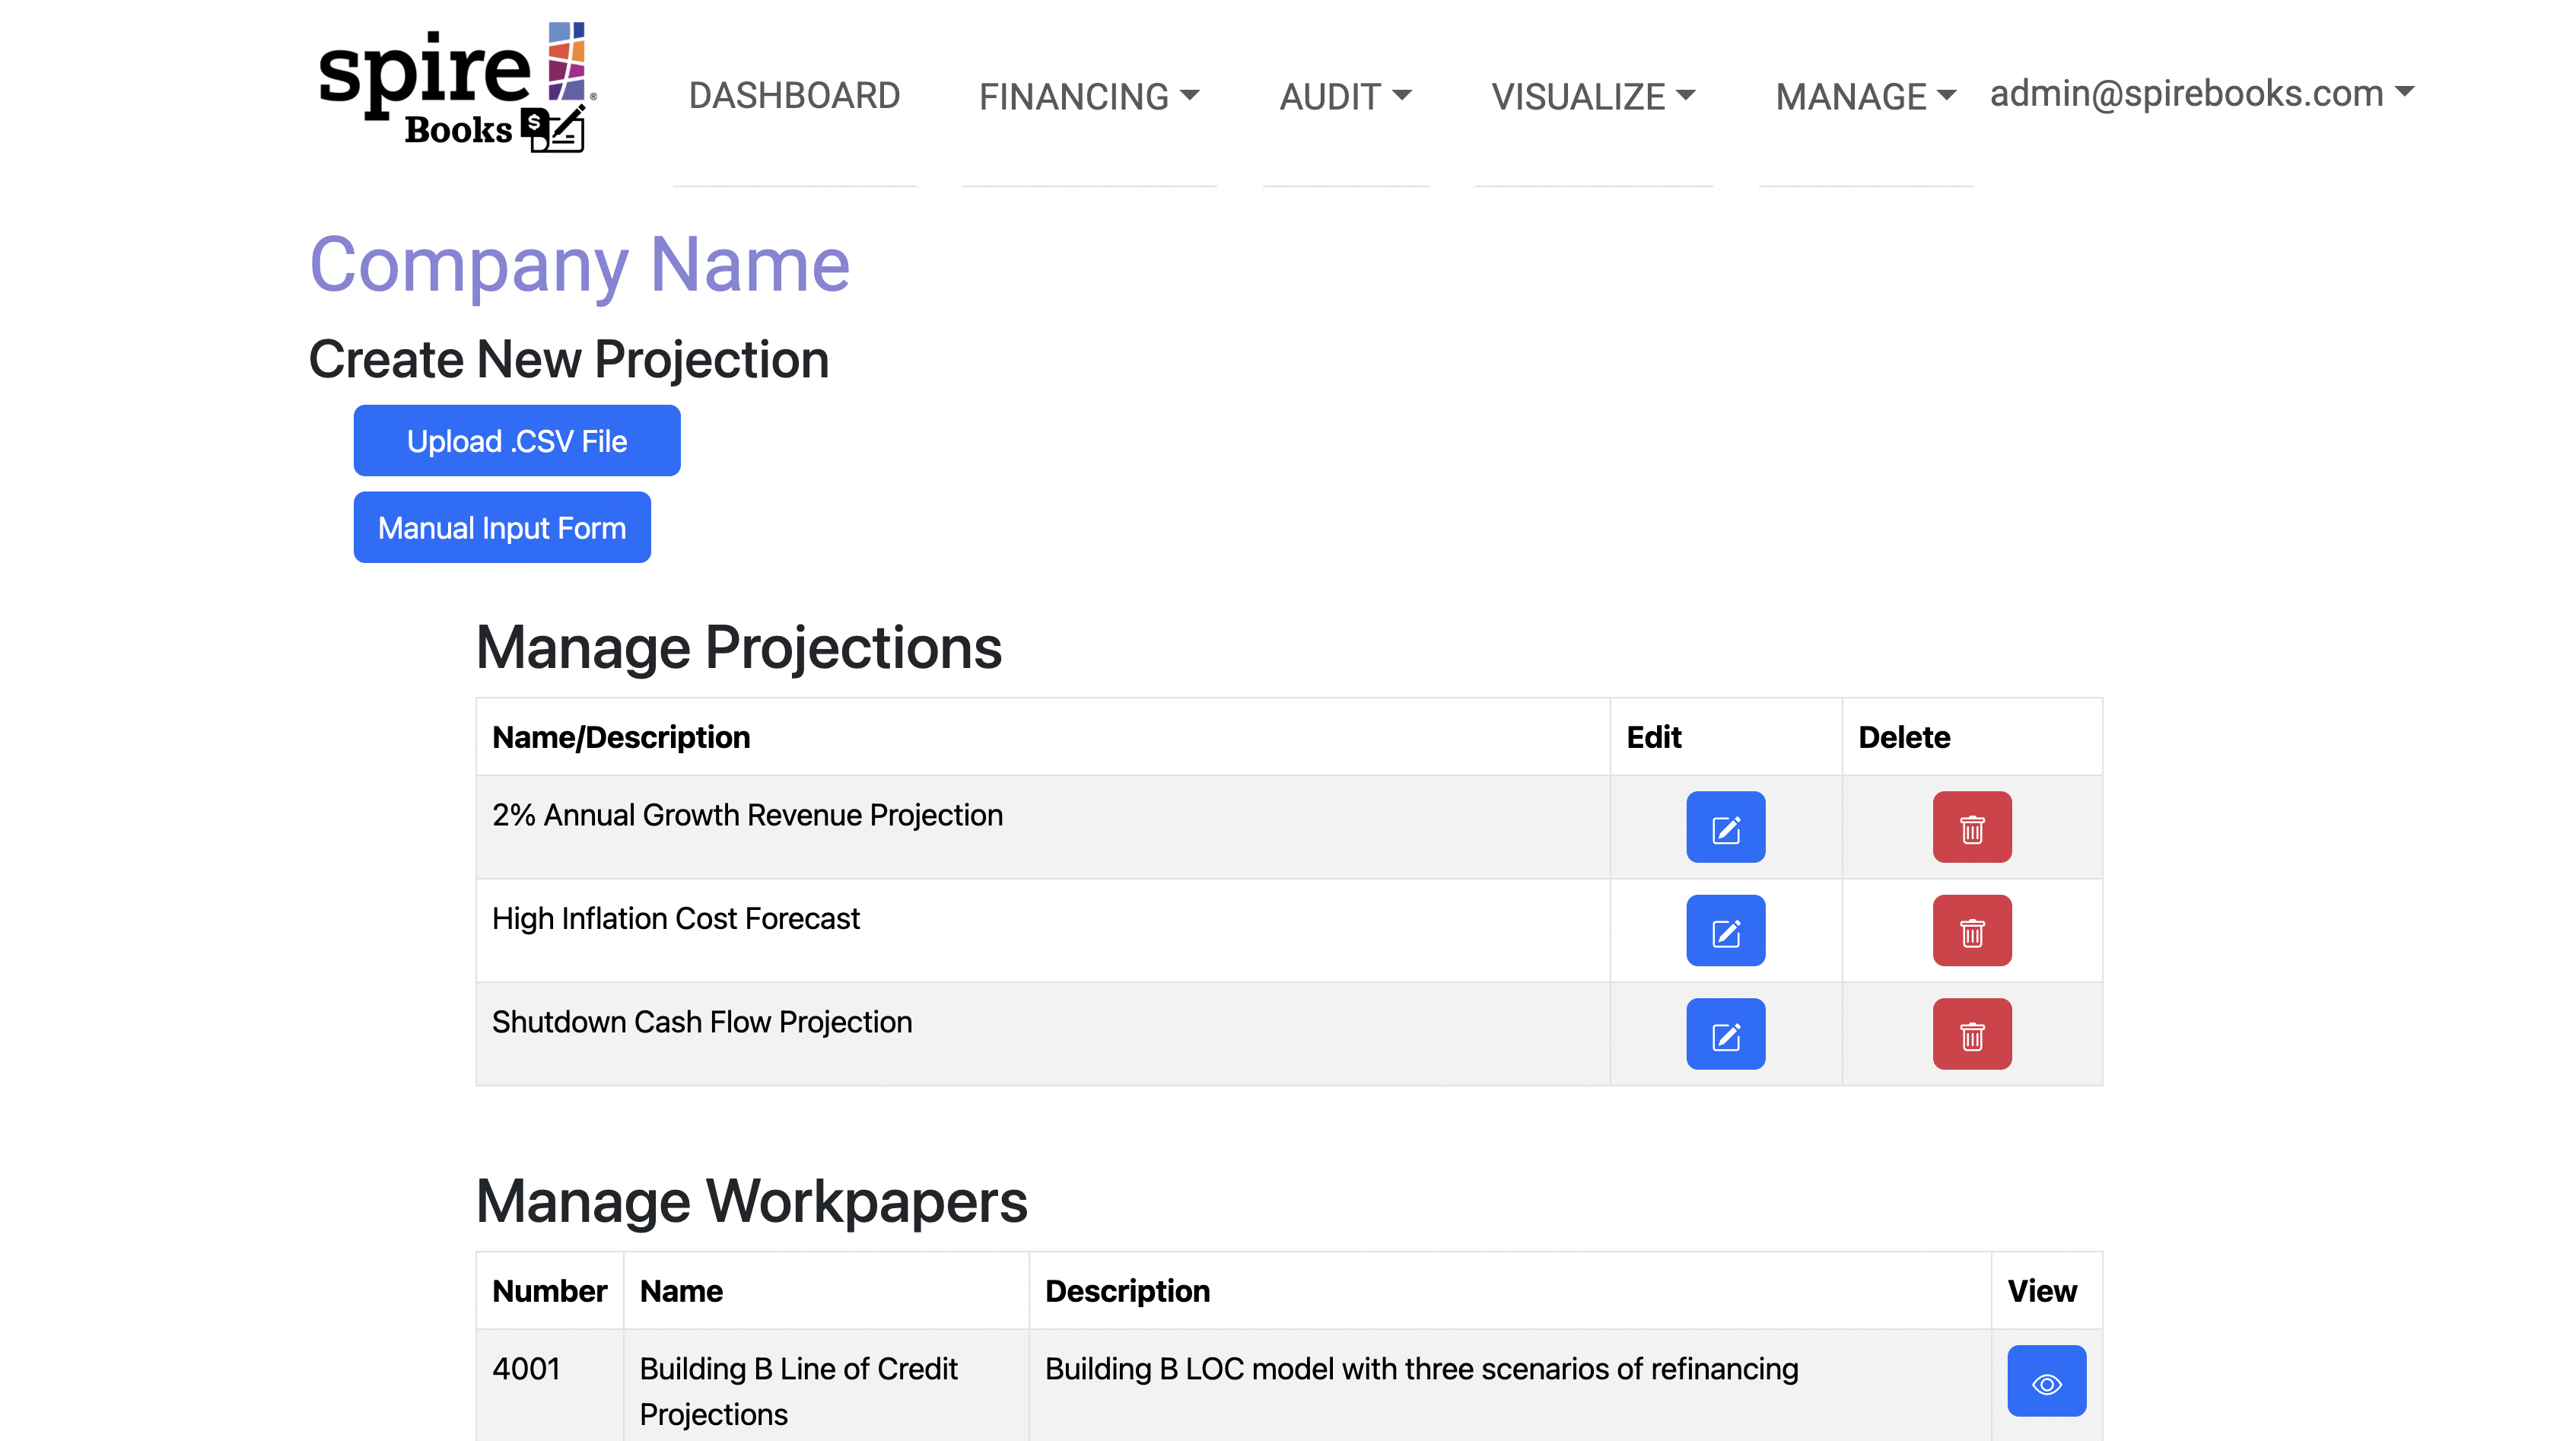 spire
Books
DASHBOARD
FINANCING
AUDIT
VISUALIZE
MANAGE
admin@spirebooks.com
Company Name
Create New Projection
Upload .CSV File
Manual Input Form
Manage Projections
Name/Description Edit Delete
2% Annual Growth Revenue Projection
High Inflation Cost Forecast
Shutdown Cash Flow Projection
Manage Workpapers
Number Name Description View
4001 Building B Line of Credit Building B LOC model with three scenarios of refinancing
Projections